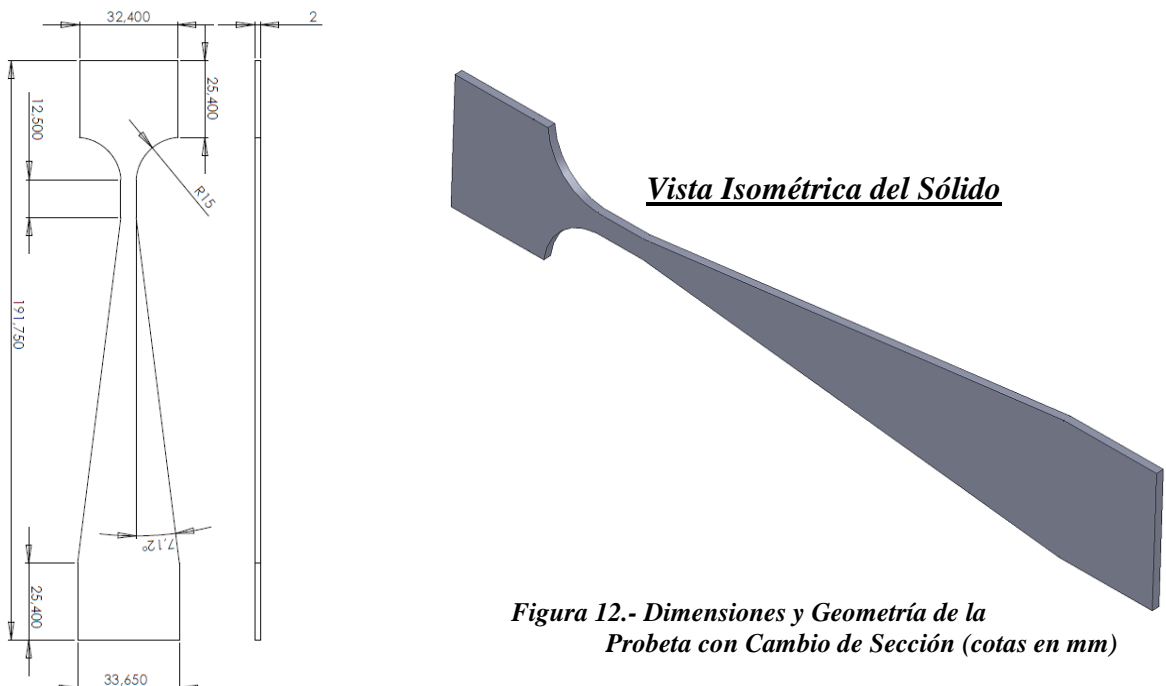 32,400
2
25,400
12,500
R15
Vista Isométrica del Sólido
191,750
7,12°
25,400
Figura 12.- Dimensiones y Geometría de la
Probeta con Cambio de Sección (cotas en mm)
33,650